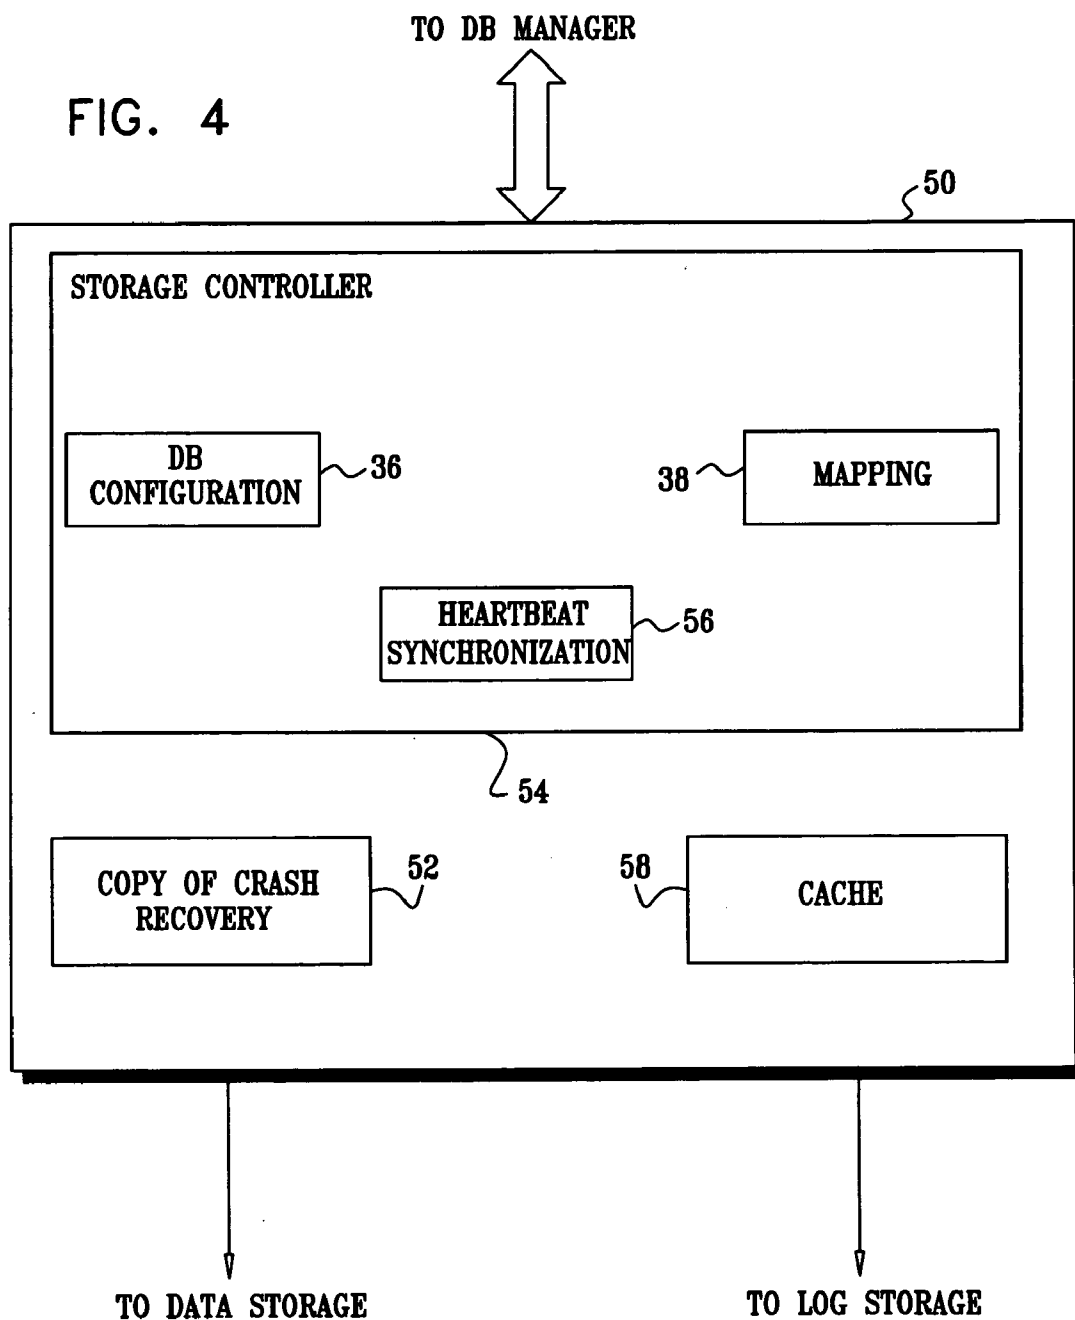 TO DB MANAGER
FIG. 4
50
STORAGE CONTROLLER
DB
CONFIGURATION
36
38
MAPPING
HEARTBEAT
SYNCHRONIZATION
56
54
COPY OF CRASH
RECOVERY
52
58
CACHE
TO DATA STORAGE
TO LOG STORAGE